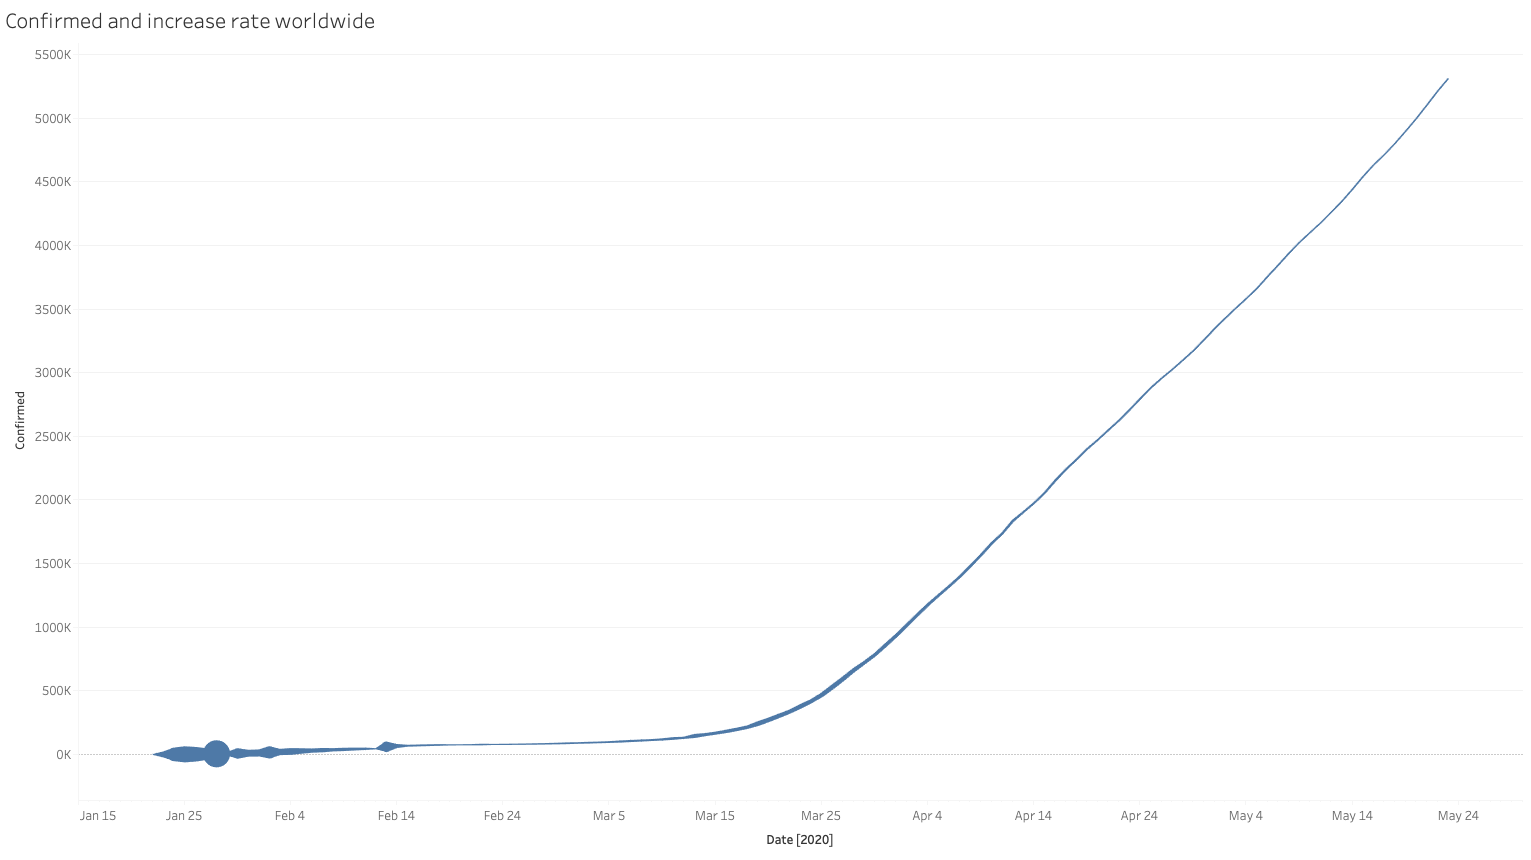 Confirmed and increase rate worldwide
5500K
5000K
4500K
4000K
3500K
3000K
2500K
2000K
1500K
1000K
500K
0K
Confirmed
Jan 15 Jan 25 Feb 4 Feb 14 Feb 24 Mar 5 Mar 15 Mar 25 Apr 4 Apr 14 Apr 24 May 4 May 14 May 24
Date [2020]